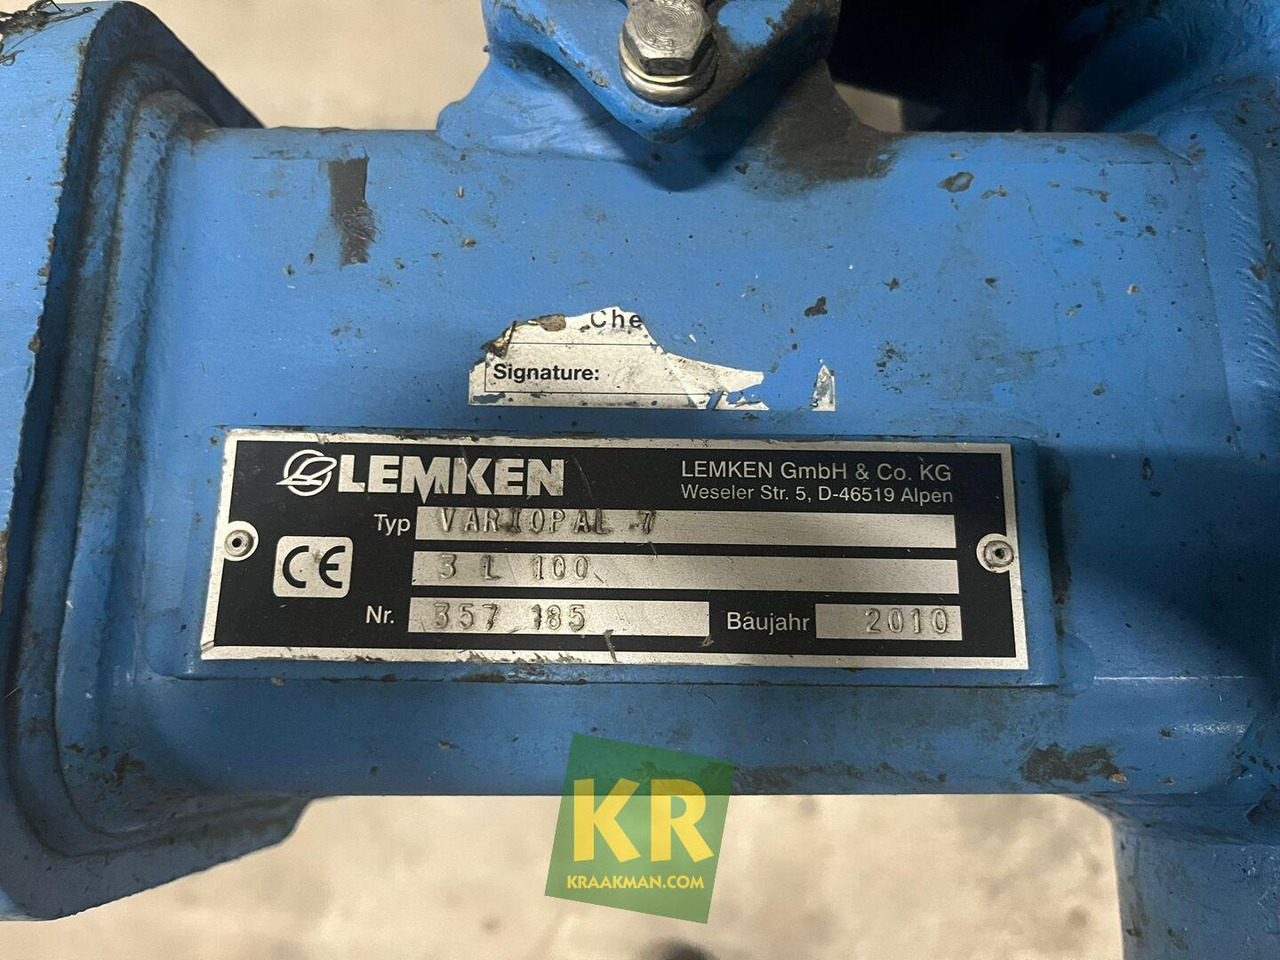 Che
Signature:
LEMKEN
LEMKEN GmbH & Co. KG
Weseler Str. 5, D-46519 Alpen
Typ VARIOPAL 7
CE 3 L 100
Nr. 357 185 Baujahr 2010
KR
KRAAKMAN.COM